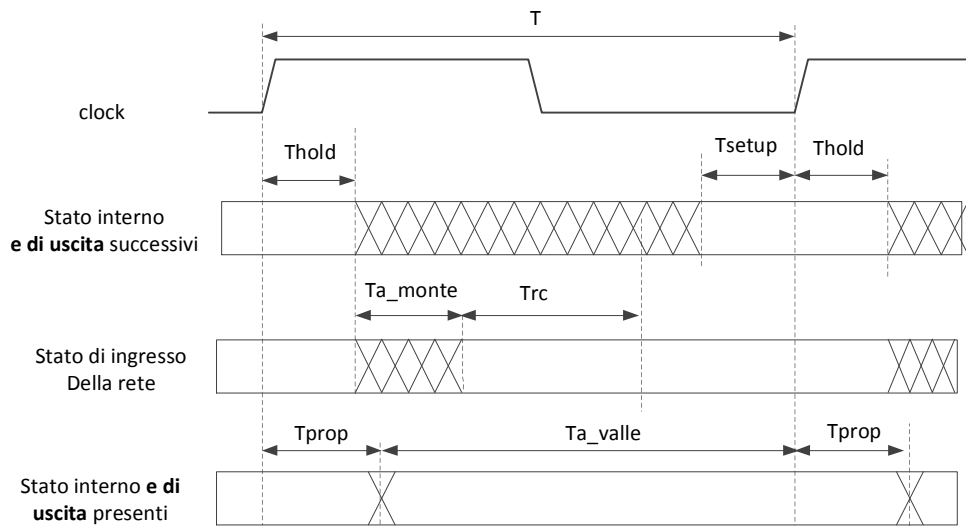 T
clock
Thold
Tsetup
Thold
Stato interno
e di uscita successivi
Ta_monte
Trc
Stato di ingresso
Della rete
Tprop
Ta_valle
Tprop
Stato interno e di
uscita presenti